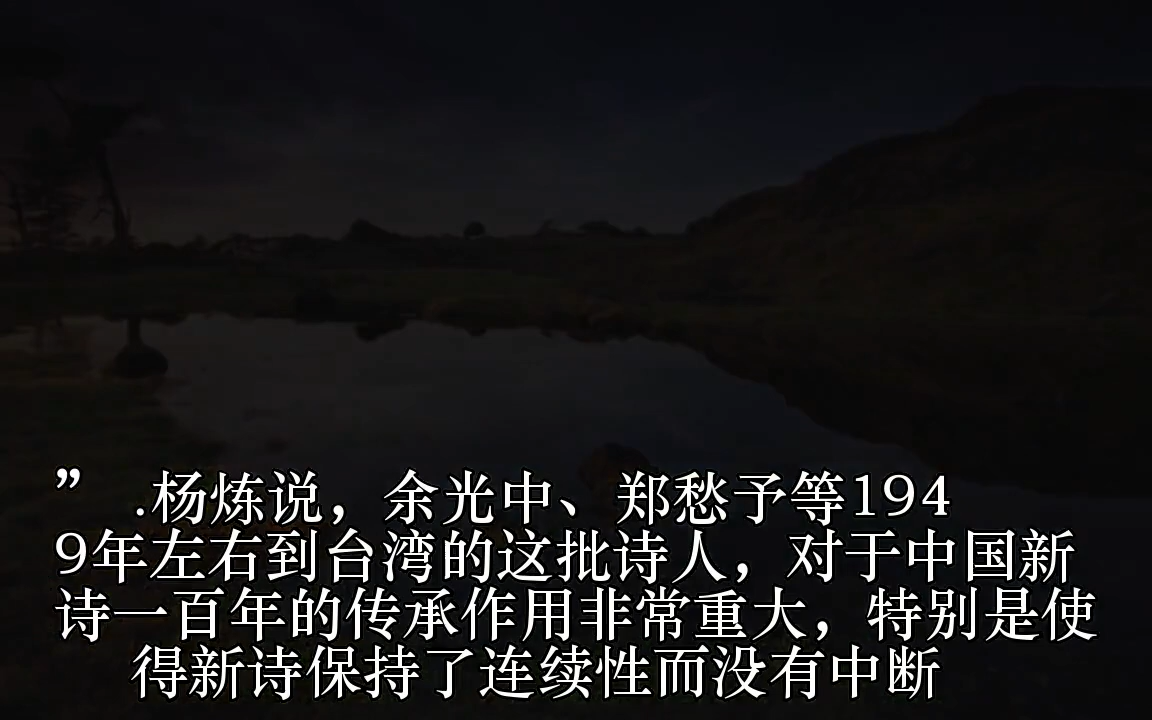 ” .杨炼说，余光中、郑愁予等194
9年左右到台湾的这批诗人，对于中国新
诗一百年的传承作用非常重大，特别是使
得新诗保持了连续性而没有中断